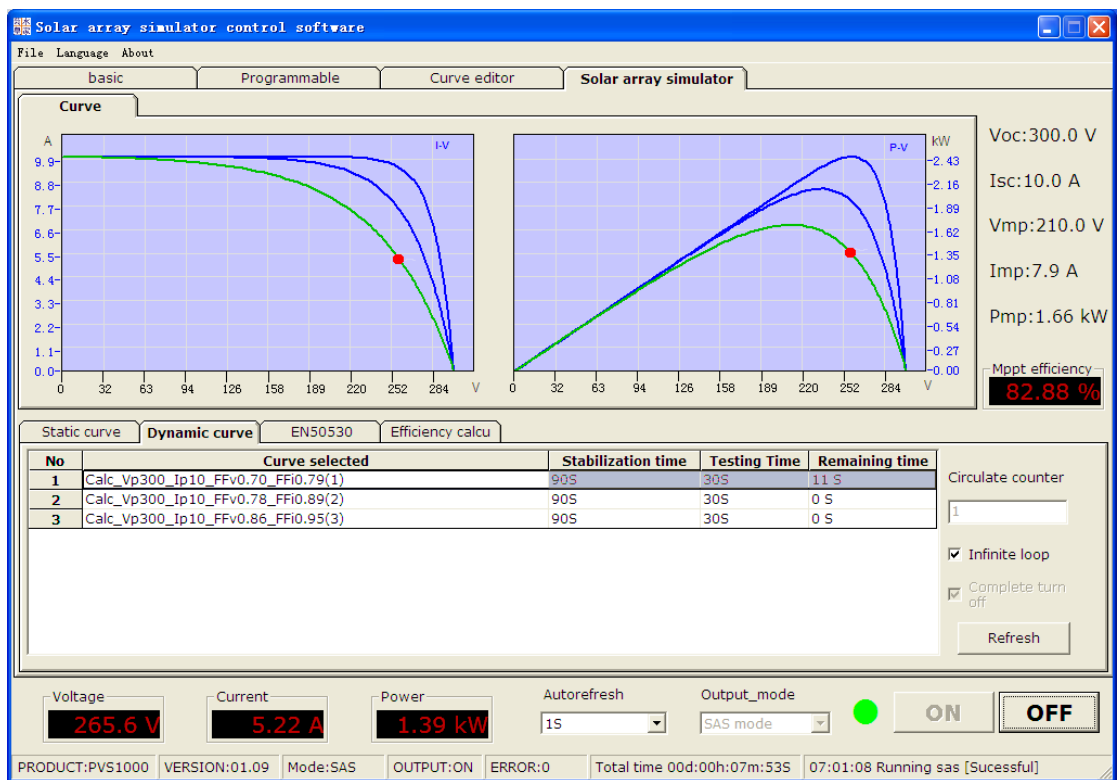 Solar array simulator control software
File Language About
basic Programmable Curve editor Solar array simulator
Curve
A I-V
9.9
8.8
7.7
6.6
5.5
4.4
3.3
2.2
1.1
0.0
0 32 63 94 126 158 189 220 252 284 V
P-V kW
2.43
2.16
1.89
1.62
1.35
1.08
0.81
0.54
0.27
0.00
0 32 63 94 126 158 189 220 252 284 V
Voc:300.0 V
Isc:10.0 A
Vmp:210.0 V
Imp:7.9 A
Pmp:1.66 kW
Mppt efficiency
82.88 %
Static curve Dynamic curve EN50530 Efficiency calcu
No Curve selected Stabilization time Testing Time Remaining time
1 Calc_Vp300_Ip10_FFv0.70_FFi0.79(1) 90S 30S 11 S
2 Calc_Vp300_Ip10_FFv0.78_FFi0.89(2) 90S 30S 0 S
3 Calc_Vp300_Ip10_FFv0.86_FFi0.95(3) 90S 30S 0 S
Circulate counter
1
Infinite loop
Complete turn
off
Refresh
Voltage Current Power Autorefresh Output_mode
265.6 V 5.22 A 1.39 kW 1S SAS mode ON OFF
PRODUCT:PVS1000 VERSION:01.09 Mode:SAS OUTPUT:ON ERROR:0 Total time 00d:00h:07m:53S 07:01:08 Running sas [Sucessful]